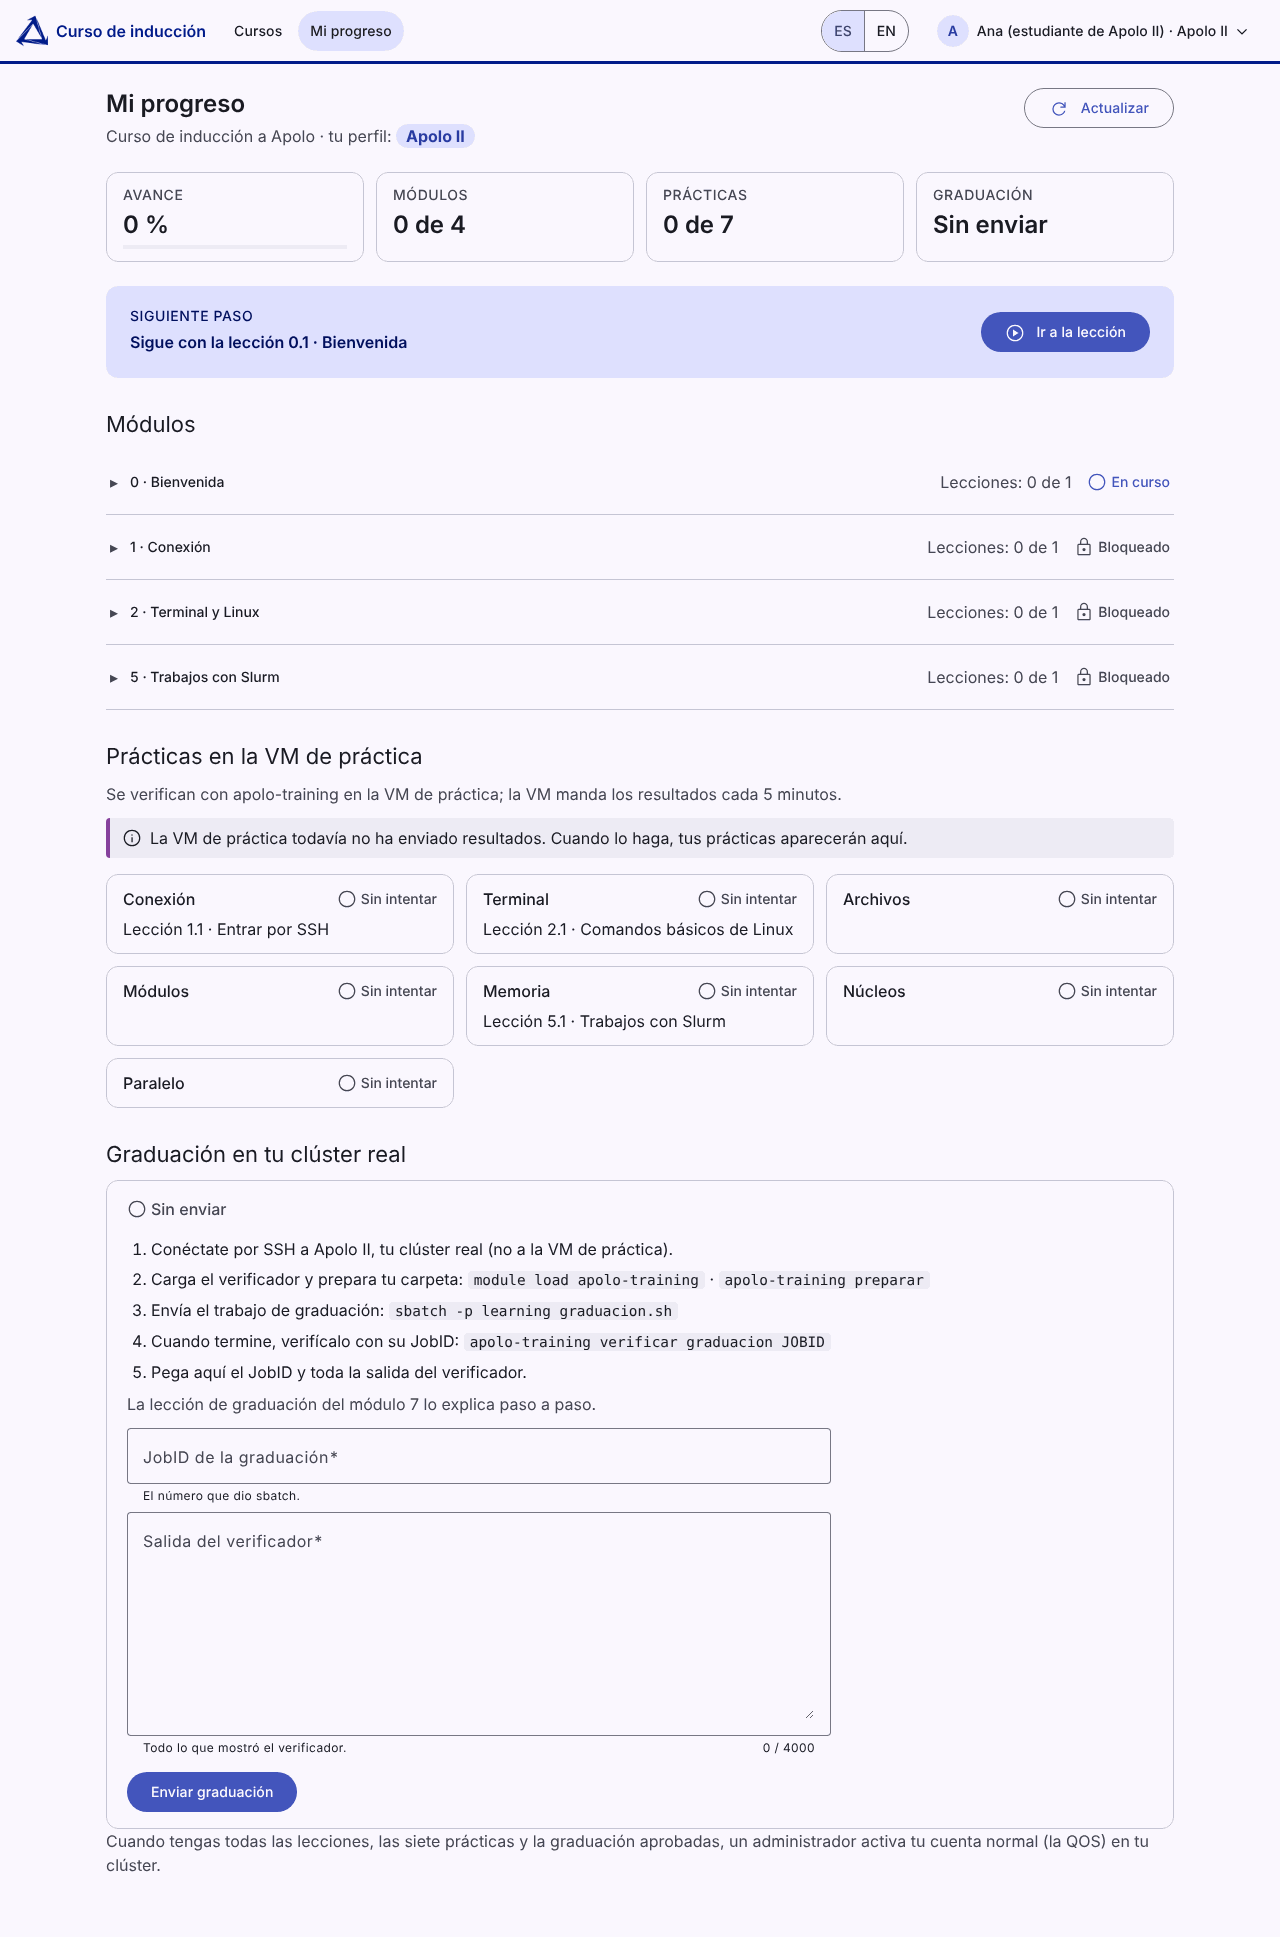 Curso de inducción
Cursos
Mi progreso
ES
EN
A
Ana (estudiante de Apolo II) · Apolo II
Mi progreso
Actualizar
Curso de inducción a Apolo · tu perfil: Apolo II
AVANCE
0 %
MÓDULOS
0 de 4
PRÁCTICAS
0 de 7
GRADUACIÓN
Sin enviar
SIGUIENTE PASO
Sigue con la lección 0.1 · Bienvenida
Ir a la lección
Módulos
0 · Bienvenida
Lecciones: 0 de 1
En curso
1 · Conexión
Lecciones: 0 de 1
Bloqueado
2 · Terminal y Linux
Lecciones: 0 de 1
Bloqueado
5 · Trabajos con Slurm
Lecciones: 0 de 1
Bloqueado
Prácticas en la VM de práctica
Se verifican con apolo-training en la VM de práctica; la VM manda los resultados cada 5 minutos.
La VM de práctica todavía no ha enviado resultados. Cuando lo haga, tus prácticas aparecerán aquí.
Conexión
Sin intentar
Lección 1.1 · Entrar por SSH
Terminal
Sin intentar
Lección 2.1 · Comandos básicos de Linux
Archivos
Sin intentar
Módulos
Sin intentar
Memoria
Sin intentar
Lección 5.1 · Trabajos con Slurm
Núcleos
Sin intentar
Paralelo
Sin intentar
Graduación en tu clúster real
Sin enviar
1. Conéctate por SSH a Apolo II, tu clúster real (no a la VM de práctica).
2. Carga el verificador y prepara tu carpeta: module load apolo-training · apolo-training preparar
3. Envía el trabajo de graduación: sbatch -p learning graduacion.sh
4. Cuando termine, verifícalo con su JobID: apolo-training verificar graduacion JOBID
5. Pega aquí el JobID y toda la salida del verificador.
La lección de graduación del módulo 7 lo explica paso a paso.
JobID de la graduación*
El número que dio sbatch.
Salida del verificador*
Todo lo que mostró el verificador.
0 / 4000
Enviar graduación
Cuando tengas todas las lecciones, las siete prácticas y la graduación aprobadas, un administrador activa tu cuenta normal (la QOS) en tu
clúster.